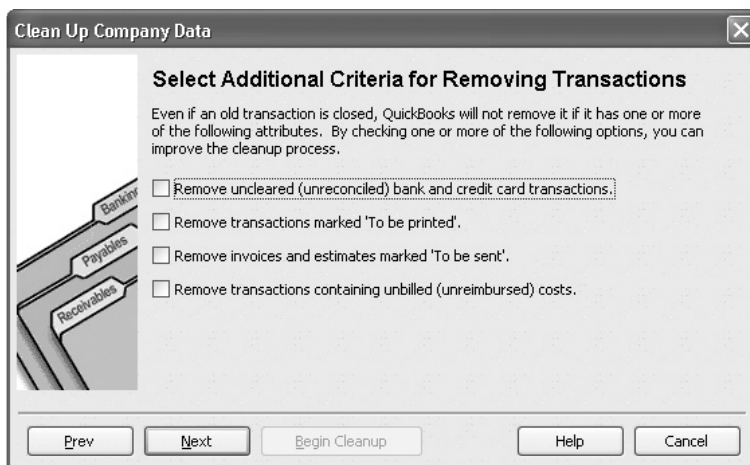 Clean Up Company Data
Select Additional Criteria for Removing Transactions
Even if an old transaction is closed, QuickBooks will not remove it if it has one or more
of the following attributes. By checking one or more of the following options, you can
improve the cleanup process.
Remove uncleared (unreconciled) bank and credit card transactions.
Remove transactions marked 'To be printed'.
Remove invoices and estimates marked 'To be sent'.
Remove transactions containing unbilled (unreimbursed) costs.
Banking
Payables
Receivables
Prev
Next
Begin Cleanup
Help
Cancel